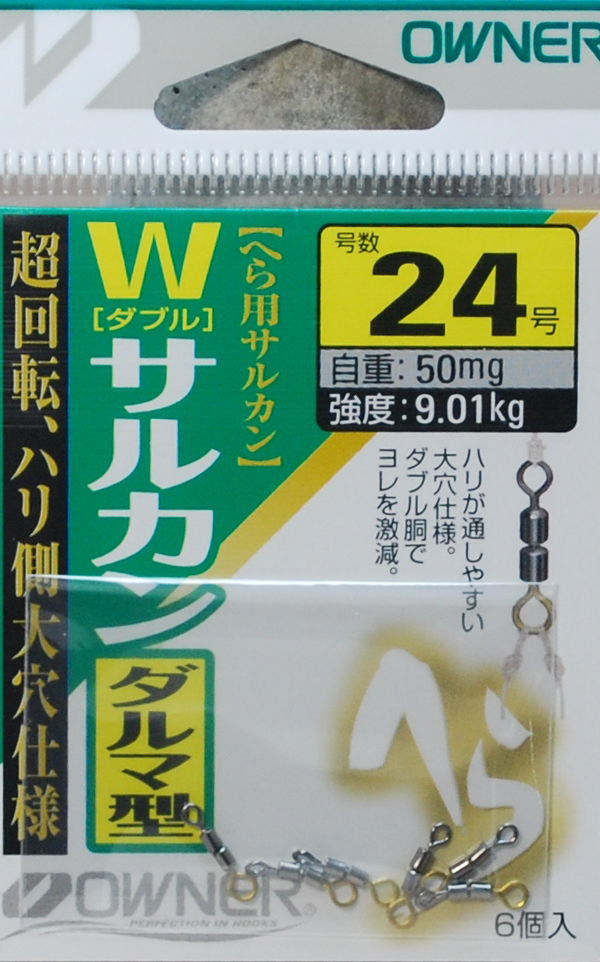 OWNER
超回転、ハリ側大穴仕様
W
[ダブル]
サルカン
ダルマ型
【へら用サルカン】
号数
24号
自重:50mg
強度:9.01kg
ハリが通しやすい
大穴仕様。
ダブル胴で
ヨレを激減。
へら
OWNER®
PERFECTION IN HOOKS
6個入